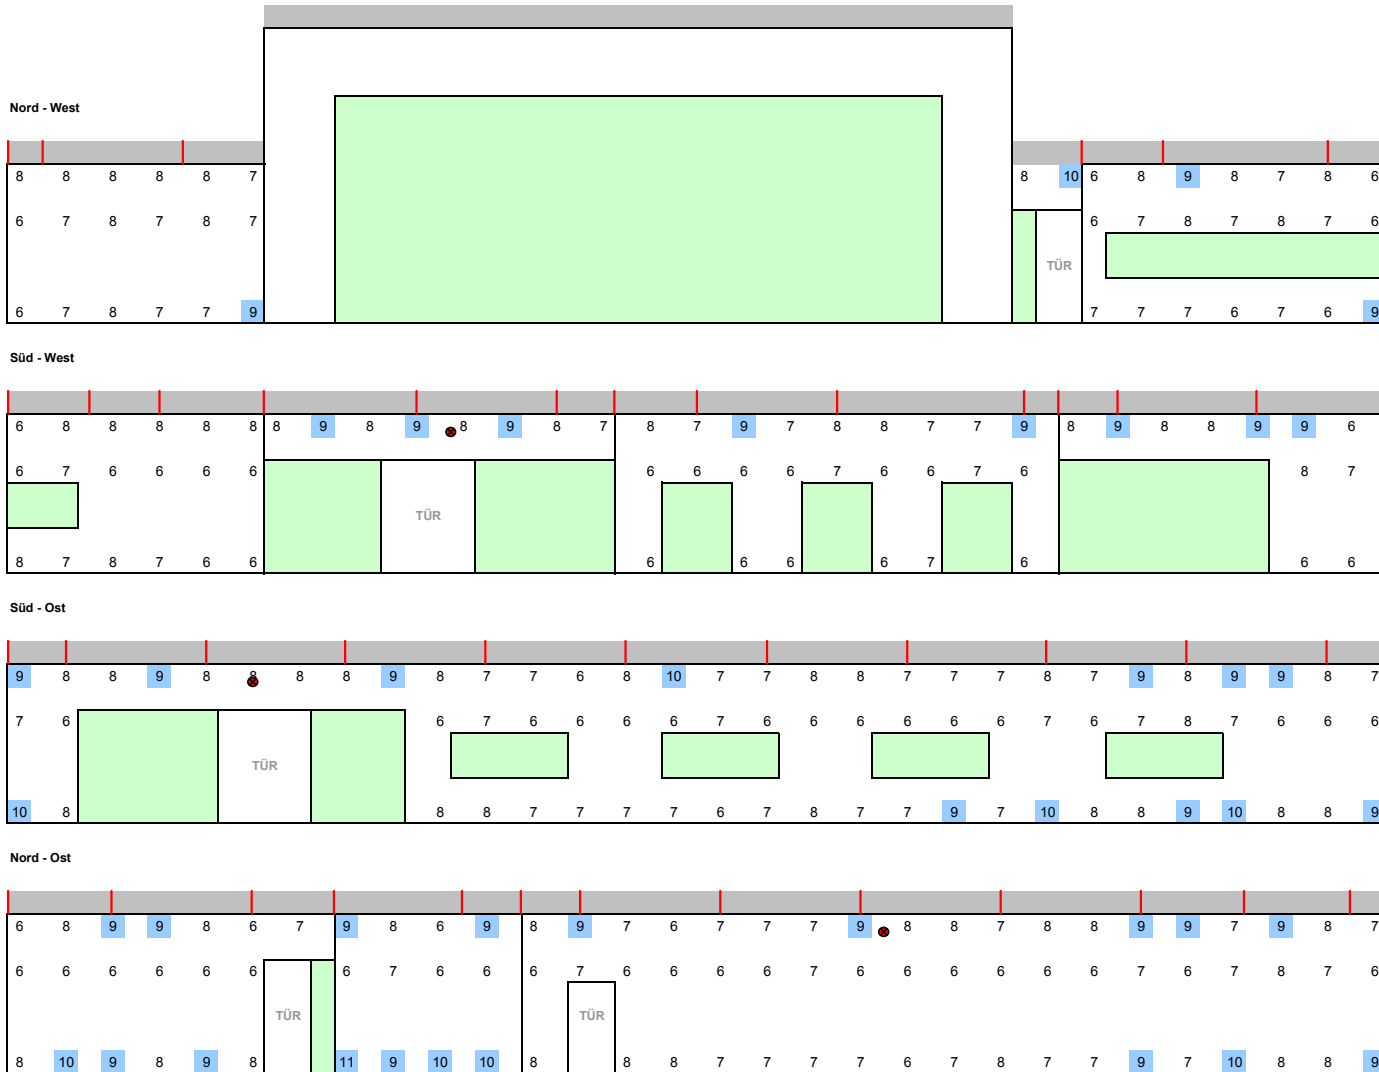 Nord - West
8 8 8 8 8 7 8 10 6 8 9 8 7 8 6
6 7 8 7 8 7 6 7 8 7 8 7 6
TÜR
6 7 8 7 7 9 7 7 7 6 7 6 9
Süd - West
6 8 8 8 8 8 8 9 8 9 8 9 8 7 8 7 9 7 8 8 7 7 9 8 9 8 8 9 9 6
6 7 6 6 6 6 6 6 6 6 7 6 6 7 6 8 7
TÜR
8 7 8 7 6 6 6 6 6 6 7 6 6 6
Süd - Ost
9 8 8 9 8 8 8 8 9 8 7 7 6 8 10 7 7 8 8 7 7 7 8 7 9 8 9 9 8 7
7 6 6 7 6 6 6 6 7 6 6 6 6 6 6 7 6 7 8 7 6 6 6
TÜR
10 8 8 8 7 7 7 7 6 7 8 7 7 9 7 10 8 8 9 10 8 8 9
Nord - Ost
6 8 9 9 8 6 7 9 8 6 9 8 9 7 6 7 7 7 9 8 8 7 8 8 9 9 7 9 8 7
6 6 6 6 6 6 6 7 6 6 6 7 6 6 6 6 7 6 6 6 6 6 6 7 6 7 8 7 6
TÜR TÜR
8 10 9 8 9 8 11 9 10 10 8 8 8 7 7 7 7 6 7 8 7 7 9 7 10 8 8 9